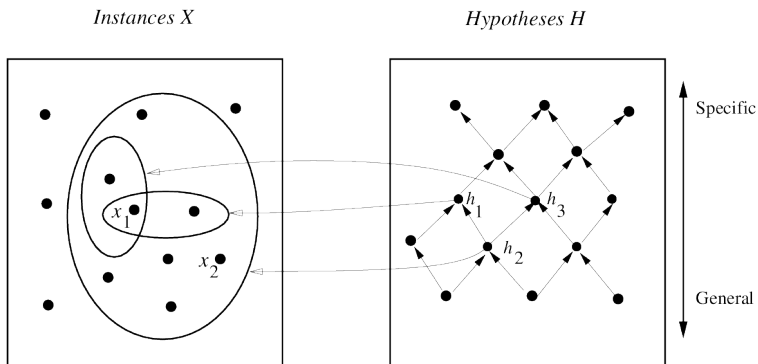 Instances X
Hypotheses H
Specific
General
x1
x2
h1
h3
h2